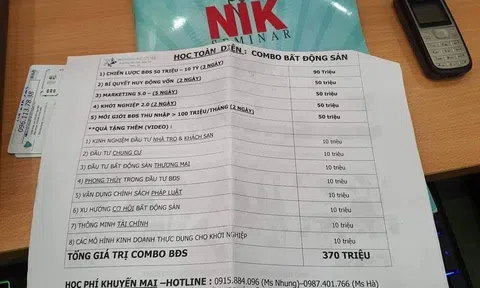 NIK
SEMINAR
HỌC TOÀN DIỆN : COMBO BẤT ĐỘNG SẢN
1) CHIẾN LƯỢC BĐS 50 TRIỆU – 10 TỶ (3 NGÀY) 90 Triệu
2) BÍ QUYẾT HUY ĐỘNG VỐN (2 NGÀY) 50 triệu
3) MARKETING 5.0 – (5 NGÀY) 50 triệu
4) KHỞI NGHIỆP 2.0 (2 NGÀY) 50 triệu
5) MÔI GIỚI BĐS THU NHẬP > 100 TRIỆU/THÁNG (2 NGÀY) 50 triệu
**QUÀ TẶNG THÊM (VIDEO) :
1) KINH NGHIỆM ĐẦU TƯ NHÀ TRỌ & KHÁCH SẠN 10 triệu
2) ĐẦU TƯ CHUNG CƯ 10 triệu
3) ĐẦU TƯ BẤT ĐỘNG SẢN THƯƠNG MẠI 10 triệu
4) PHONG THỦY TRONG ĐẦU TƯ BĐS 10 triệu
5) VẬN DỤNG CHÍNH SÁCH PHÁP LUẬT 10 triệu
6) XU HƯỚNG CƠ HỘI BẤT ĐỘNG SẢN 10 triệu
7) THÔNG MINH TÀI CHÍNH 10 triệu
8) CÁC MÔ HÌNH KINH DOANH TRỌNG CHO KHỞI NGHIỆP 10 triệu
TỔNG GIÁ TRỊ COMBO BĐS 370 TRIỆU
HỌC PHÍ KHUYẾN MẠI –HOTLINE : 0915.884.096 (Ms Nhung)–0987.401.766 (Ms Hà)